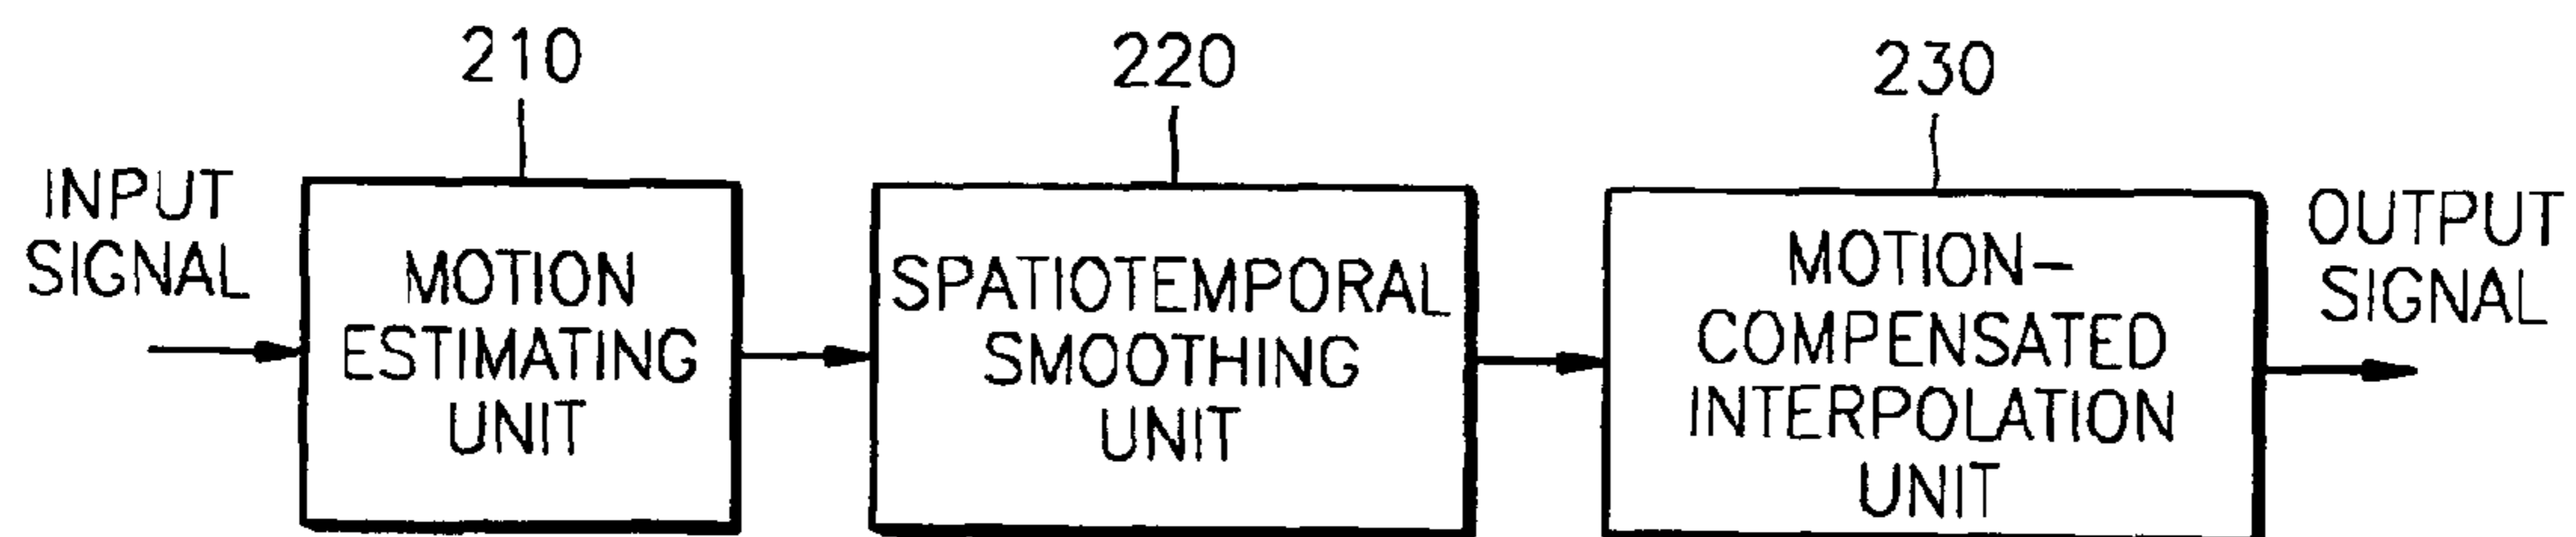 210
220
230
INPUT
SIGNAL
MOTION
ESTIMATING
UNIT
SPATIOTEMPORAL
SMOOTHING
UNIT
MOTION-
COMPENSATED
INTERPOLATION
UNIT
OUTPUT
SIGNAL